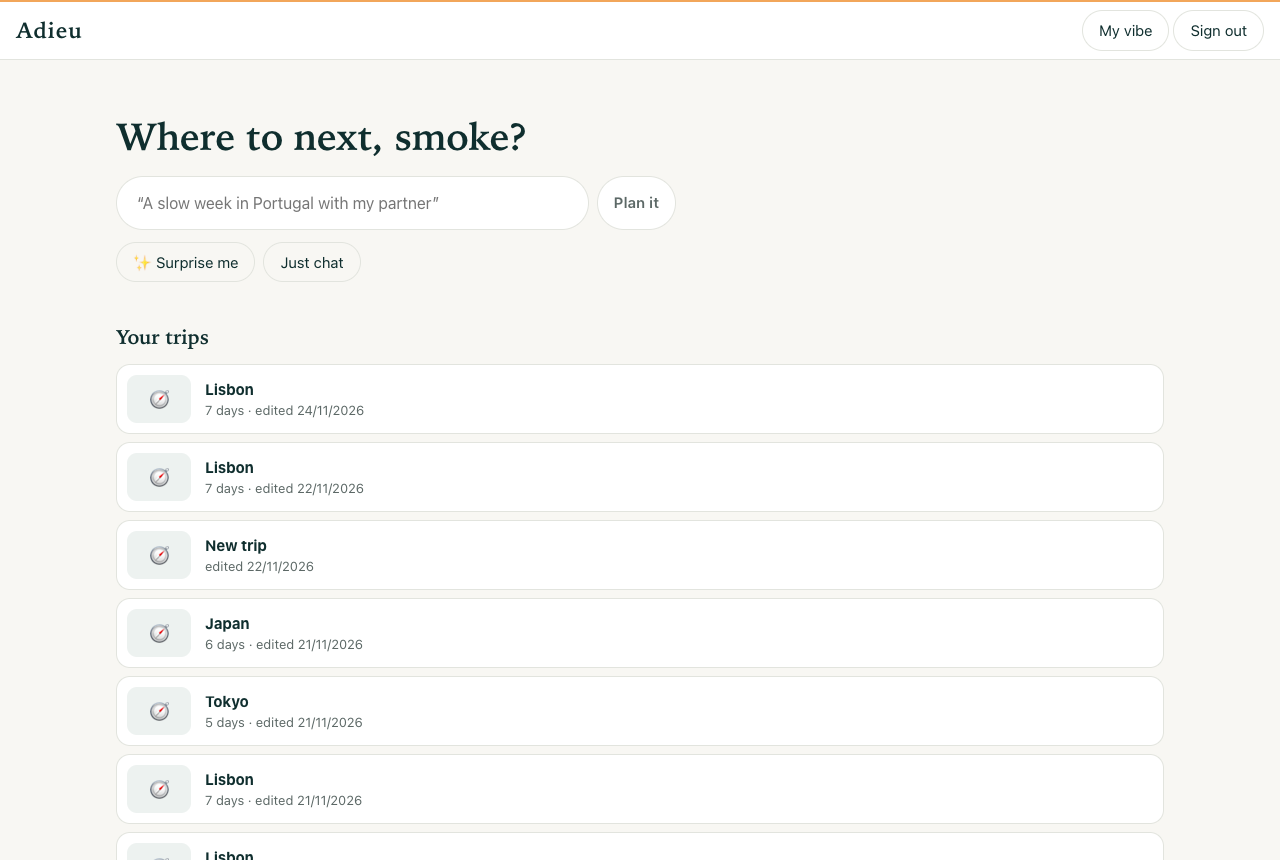 Adieu
My vibe
Sign out
Where to next, smoke?
“A slow week in Portugal with my partner”
Plan it
✨ Surprise me
Just chat
Your trips
Lisbon
7 days · edited 24/11/2026
Lisbon
7 days · edited 22/11/2026
New trip
edited 22/11/2026
Japan
6 days · edited 21/11/2026
Tokyo
5 days · edited 21/11/2026
Lisbon
7 days · edited 21/11/2026
Lisbon